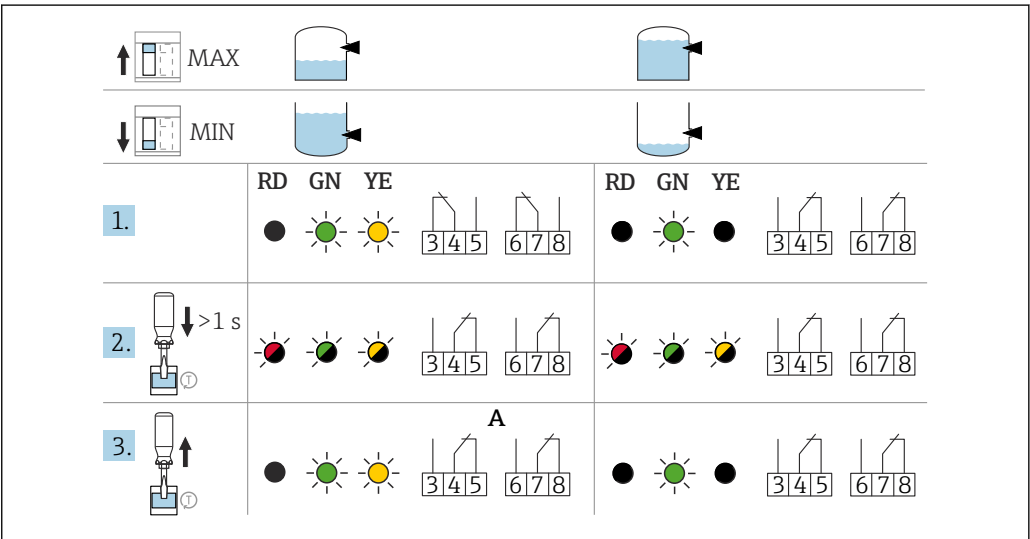 MAX
MIN
RD GN YE RD GN YE
1. 3 4 5 6 7 8 3 4 5 6 7 8
2. >1 s T 3 4 5 6 7 8 3 4 5 6 7 8
A
3. T 3 4 5 6 7 8 3 4 5 6 7 8